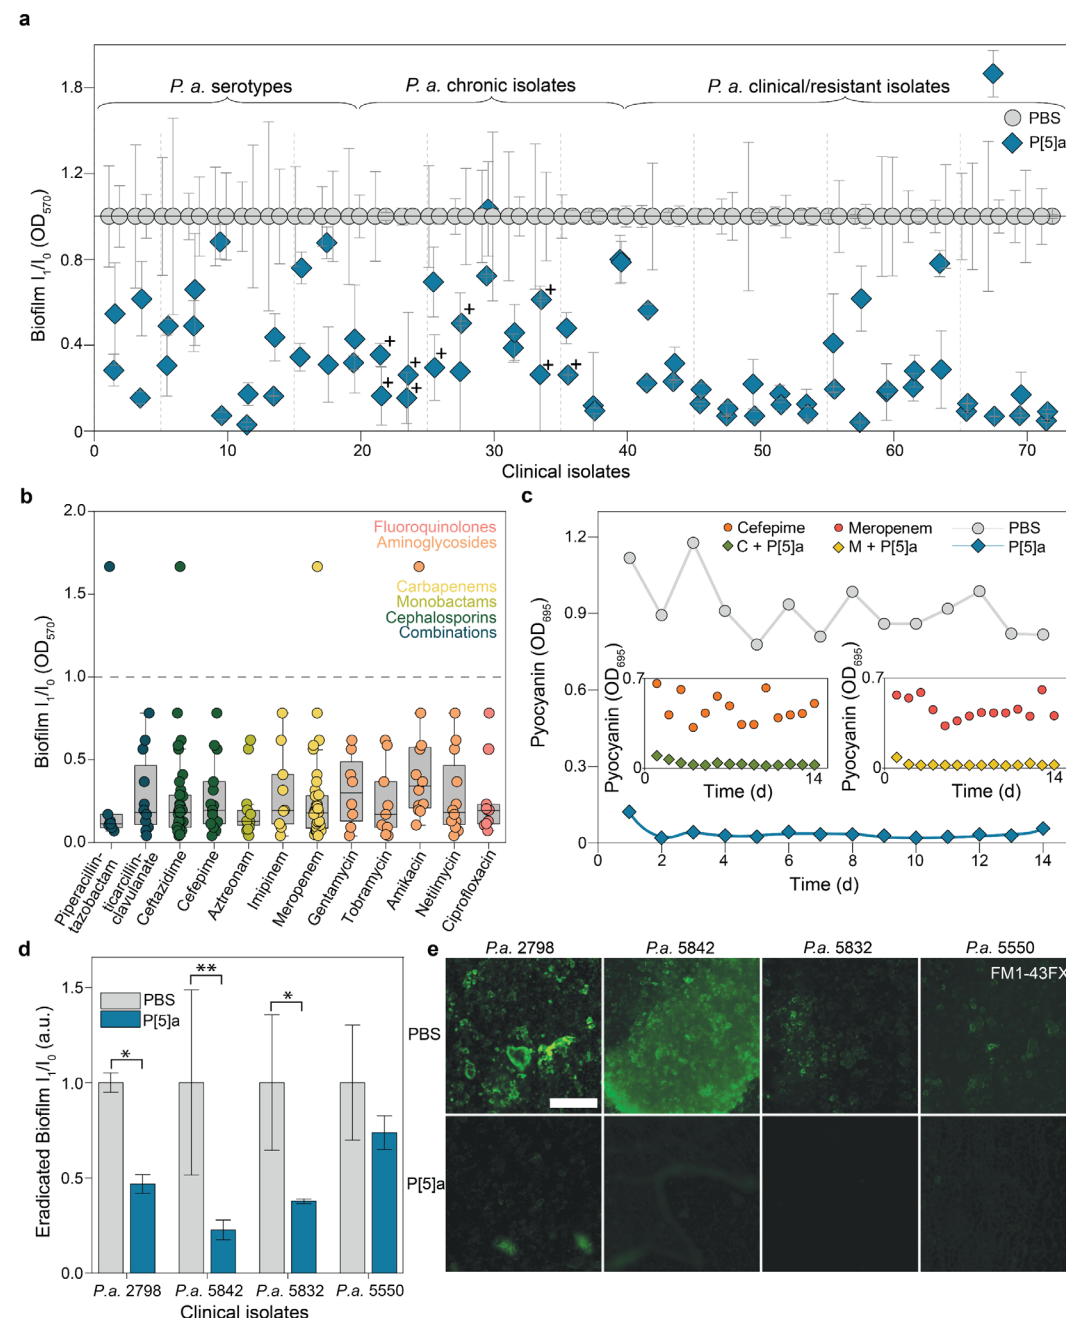 a
P. a. serotypes
P. a. chronic isolates
P. a. clinical/resistant isolates
PBS
P[5]a
Biofilm I1/I0 (OD570)
1.8
1.2
0.8
0.4
0
0 10 20 30 40 50 60 70
Clinical isolates
b
Biofilm I1/I0 (OD570)
2.0
1.5
1.0
0.5
0.0
Fluoroquinolones
Aminoglycosides
Carbapenems
Monobactams
Cephalosporins
Combinations
Piperacillin-
tazobactam
ticarcillin-
clavulanate
Ceftazidime
Cefepime
Aztreonam
Imipinem
Meropenem
Gentamycin
Tobramycin
Amikacin
Netilmycin
Ciprofloxacin
c
Cefepime Meropenem PBS
C + P[5]a M + P[5]a P[5]a
Pyocyanin (OD695)
1.2
0.9
0.6
0.3
0
Pyocyanin (OD695)
0.7
0 14
Time (d)
Pyocyanin (OD695)
0.7
0 14
Time (d)
0 2 4 6 8 10 12 14
Time (d)
d
Eradicated Biofilm I1/I0 (a.u.)
1.5
1.0
0.5
0.0
PBS
P[5]a
*
**
*
P.a. 2798 P.a. 5842 P.a. 5832 P.a. 5550
Clinical isolates
e
P.a. 2798 P.a. 5842 P.a. 5832 P.a. 5550
FM1-43FX
PBS
P[5]a